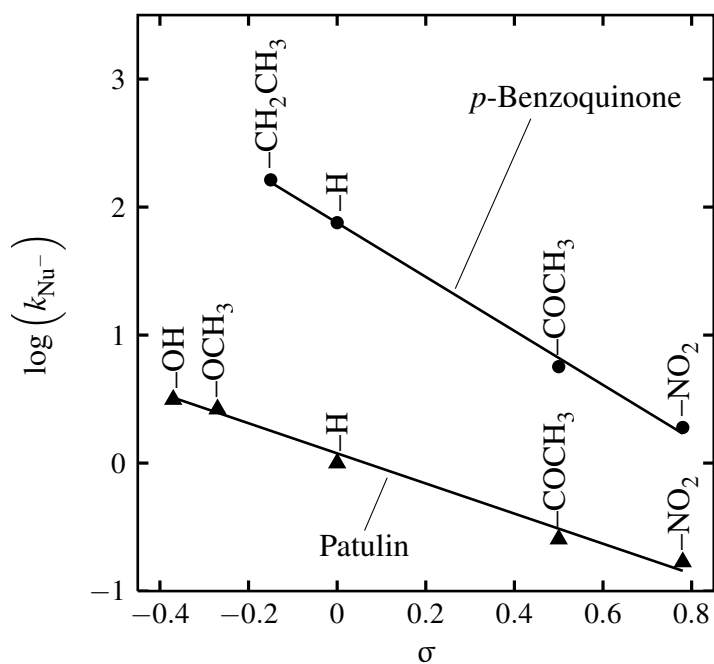 3
2
1
0
−1
log (k_Nu⁻)
–CH₂CH₃
–H
p-Benzoquinone
–COCH₃
–NO₂
–OH
–OCH₃
–H
Patulin
–COCH₃
–NO₂
−0.4 −0.2 0 0.2 0.4 0.6 0.8
σ